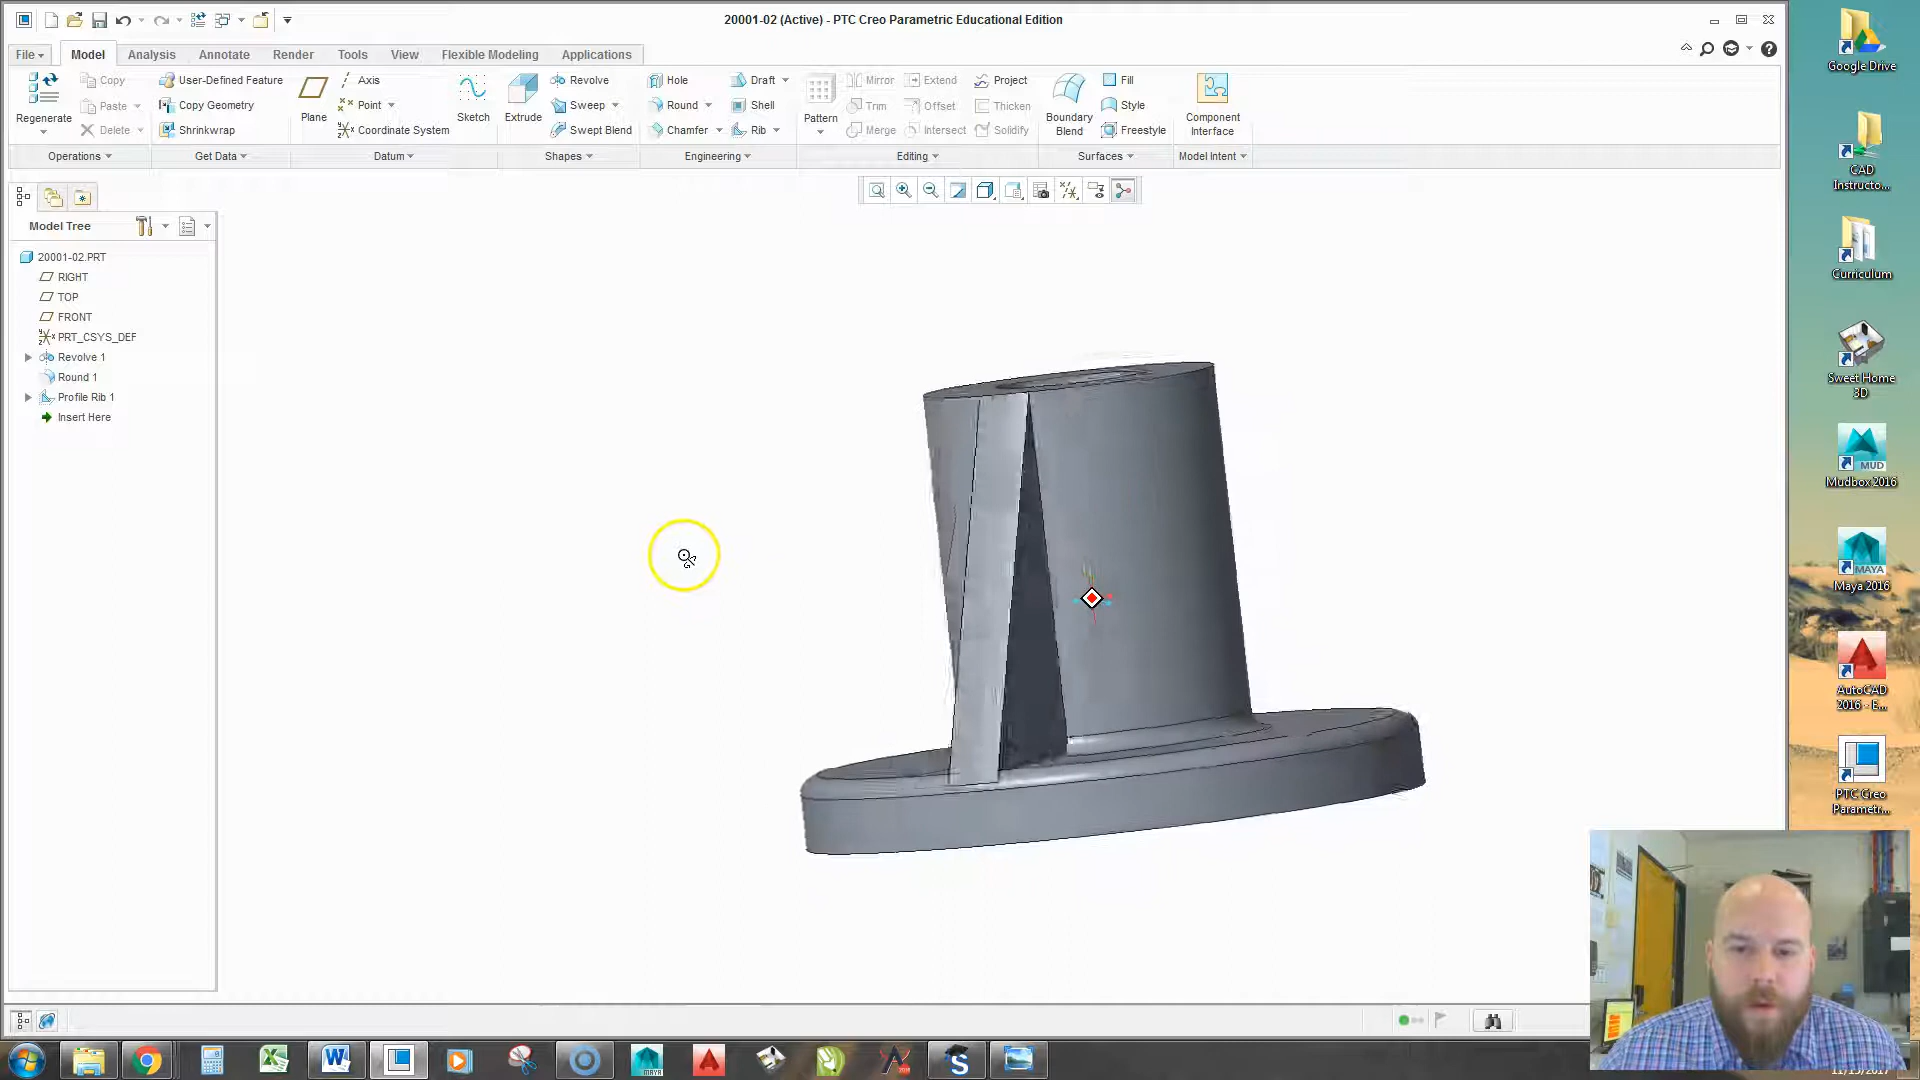 20001-02 (Active) - PTC Creo Parametric Educational Edition
File
Model
Analysis
Annotate
Render
Tools
View
Flexible Modeling
Applications
Regenerate
Copy
Paste
Delete
User-Defined Feature
Copy Geometry
Shrinkwrap
Plane
Axis
Point
Coordinate System
Sketch
Extrude
Revolve
Sweep
Swept Blend
Hole
Round
Chamfer
Draft
Shell
Rib
Pattern
Mirror
Trim
Merge
Extend
Offset
Intersect
Project
Thicken
Solidify
Boundary
Blend
Fill
Style
Freestyle
Component
Interface
Operations
Get Data
Datum
Shapes
Engineering
Editing
Surfaces
Model Intent
Model Tree
20001-02.PRT
RIGHT
TOP
FRONT
PRT_CSYS_DEF
Revolve 1
Round 1
Profile Rib 1
Insert Here
Google Drive
CAD
Instructo...
Curriculum
Sweet Home
3D
MUD
Mudbox 2016
MAYA
Maya 2016
AutoCAD
2016 - E...
PTC Creo
Parametr...
MAYA